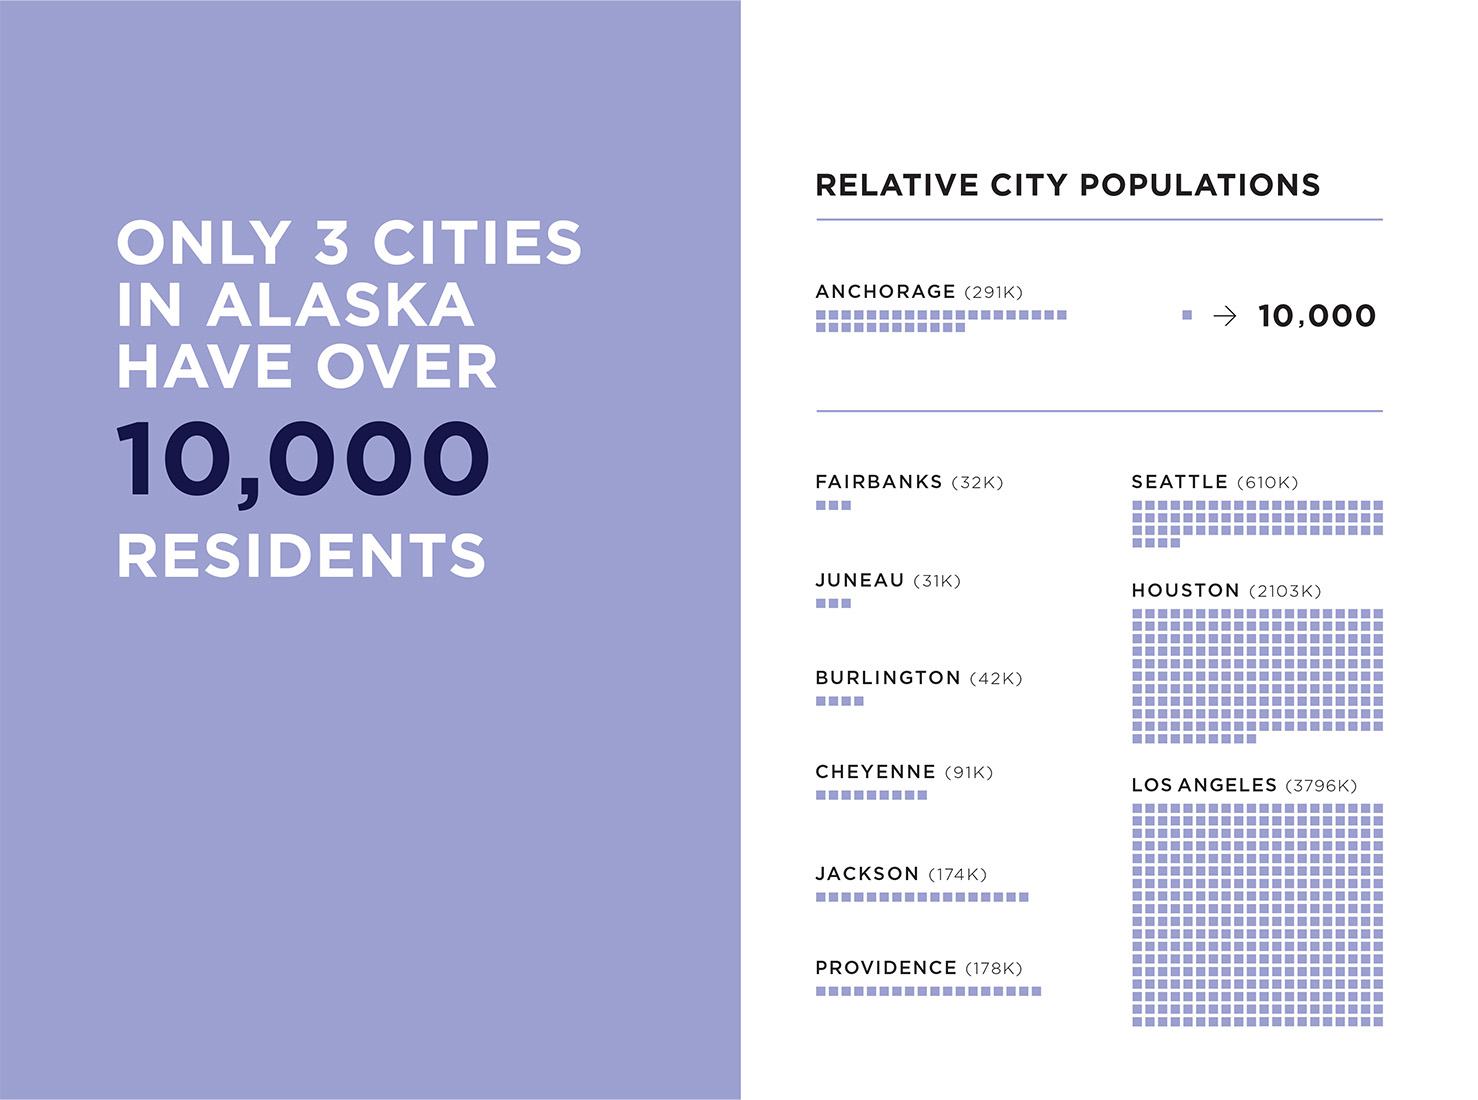 ONLY 3 CITIES
IN ALASKA
HAVE OVER
10,000
RESIDENTS
RELATIVE CITY POPULATIONS
ANCHORAGE (291K)
→ 10,000
FAIRBANKS (32K)
JUNEAU (31K)
BURLINGTON (42K)
CHEYENNE (91K)
JACKSON (174K)
PROVIDENCE (178K)
SEATTLE (610K)
HOUSTON (2103K)
LOS ANGELES (3796K)